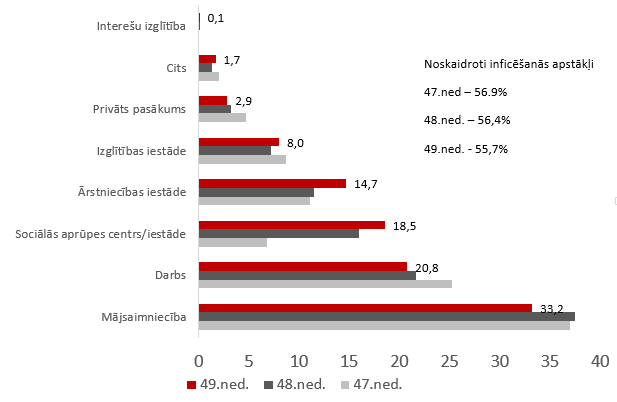 Interešu izglītība
0,1
Cits
1,7
Noskaidroti inficēšanās apstākļi
47.ned – 56.9%
48.ned. – 56,4%
49.ned. - 55,7%
Privāts pasākums
2,9
Izglītības iestāde
8,0
Ārstniecības iestāde
14,7
Sociālās aprūpes centrs/iestāde
18,5
Darbs
20,8
Mājsaimniecība
33,2
0 5 10 15 20 25 30 35 40
49.ned. 48.ned. 47.ned.